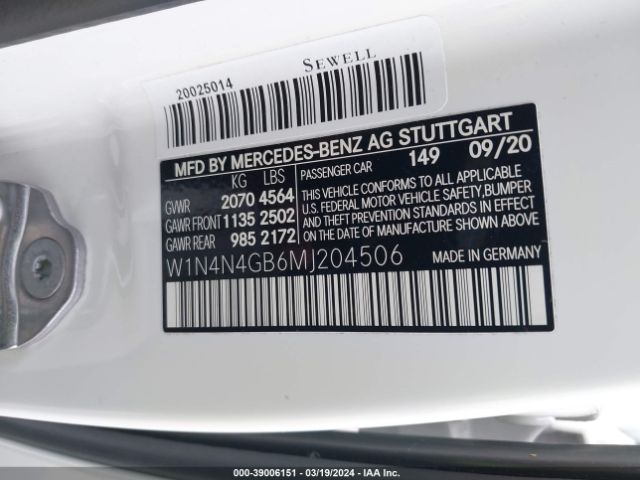 SEWELL
20025014
MFD BY MERCEDES-BENZ AG STUTTGART
KG LBS
GVWR 2070 4564
GAWR FRONT 1135 2502
GAWR REAR 985 2172
PASSENGER CAR 149 09/20
THIS VEHICLE CONFORMS TO ALL APPLICABLE
U.S. FEDERAL MOTOR VEHICLE SAFETY, BUMPER
AND THEFT PREVENTION STANDARDS IN EFFECT
ON THE DATE OF MANUFACTURE SHOWN ABOVE.
W1N4N4GB6MJ204506 MADE IN GERMANY
000-39006151 — 03/19/2024 — IAA Inc.